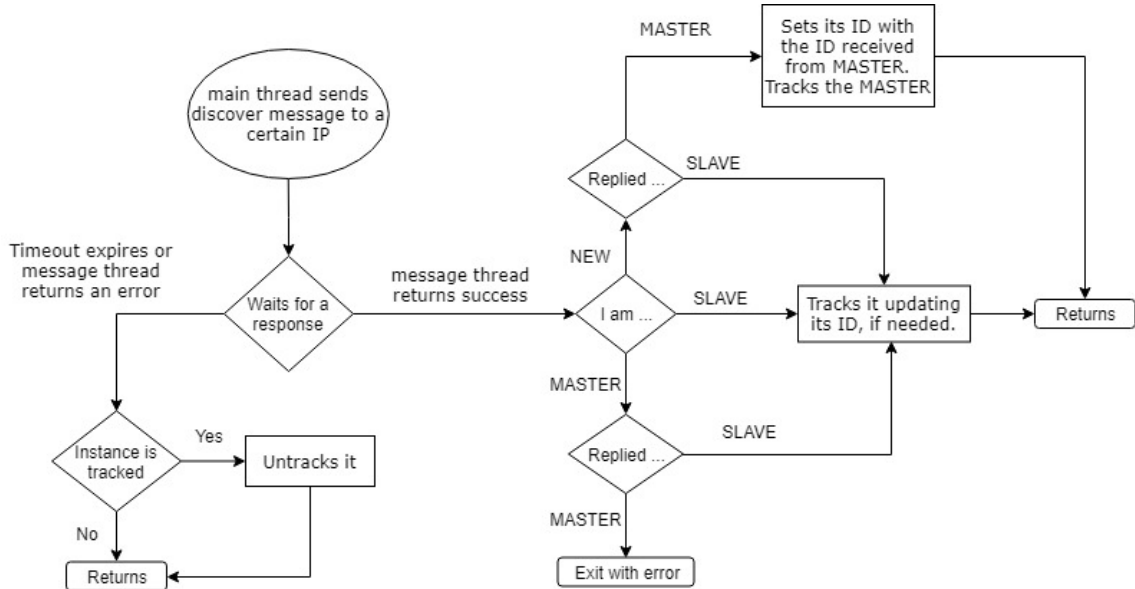 MASTER
Sets its ID with
the ID received
from MASTER.
Tracks the MASTER
main thread sends
discover message to a
certain IP
Replied ...
SLAVE
Timeout expires or
message thread
returns an error
NEW
message thread
returns success
Waits for a
response
I am ...
SLAVE
Tracks it updating
its ID, if needed.
Returns
MASTER
Instance is
tracked
Yes
Untracks it
Replied ...
SLAVE
No
MASTER
Returns
Exit with error